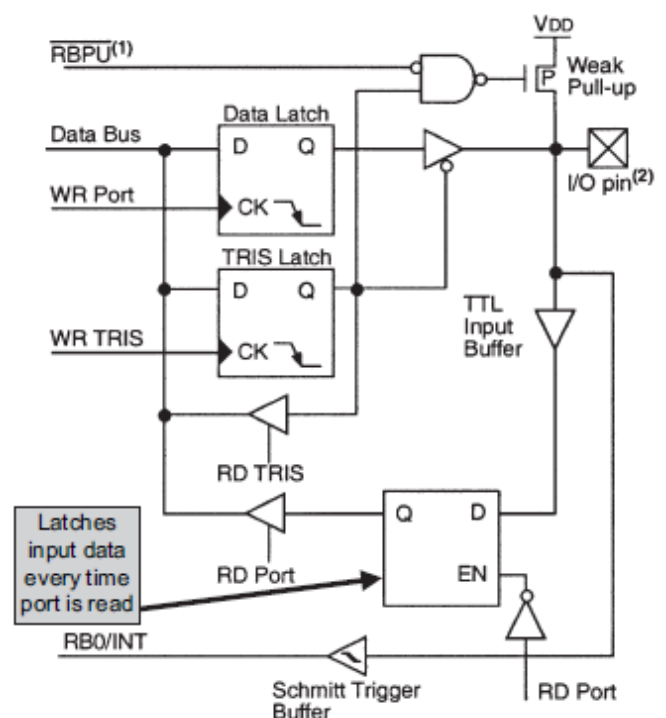 VDD
RBPU(1)
P
Weak
Pull-up
Data Latch
Data Bus
D
Q
I/O pin(2)
WR Port
CK
TRIS Latch
D
Q
TTL
Input
Buffer
WR TRIS
CK
RD TRIS
Latches
input data
every time
port is read
Q
D
EN
RD Port
RB0/INT
Schmitt Trigger
Buffer
RD Port